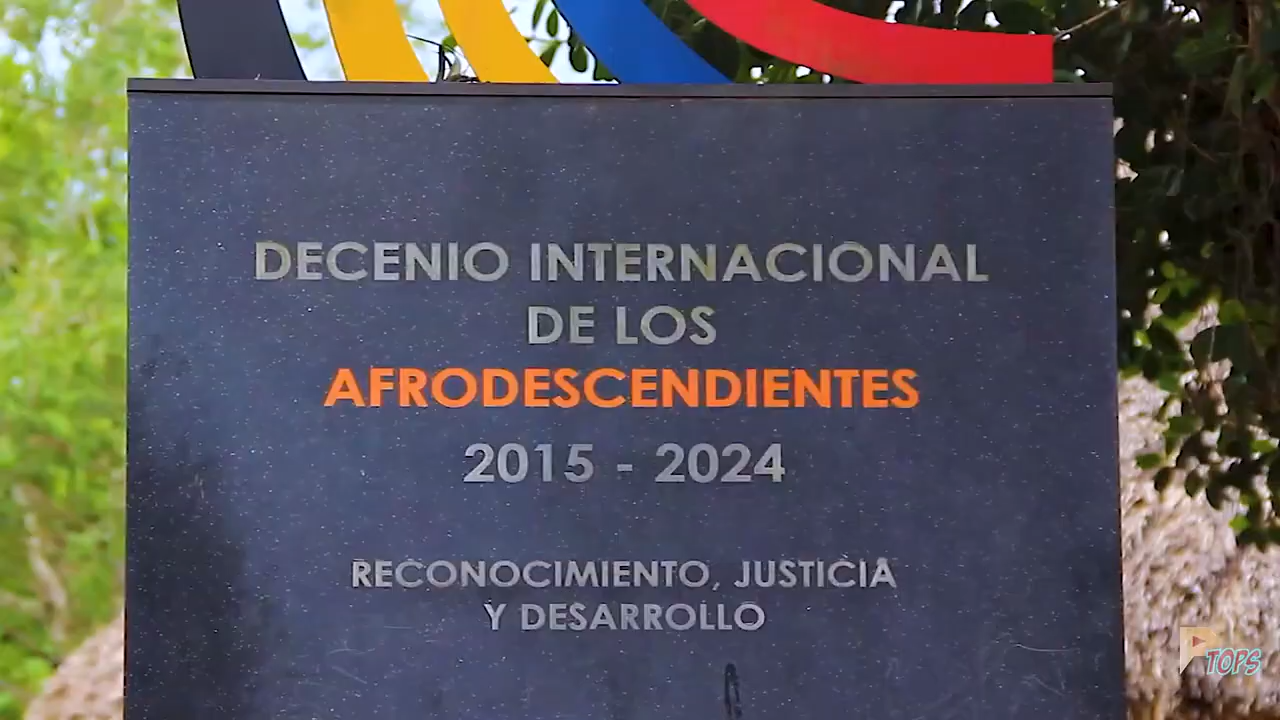 DECENIO INTERNACIONAL
DE LOS
AFRODESCENDIENTES
2015 - 2024
RECONOCIMIENTO, JUSTICIA
Y DESARROLLO
TOPS